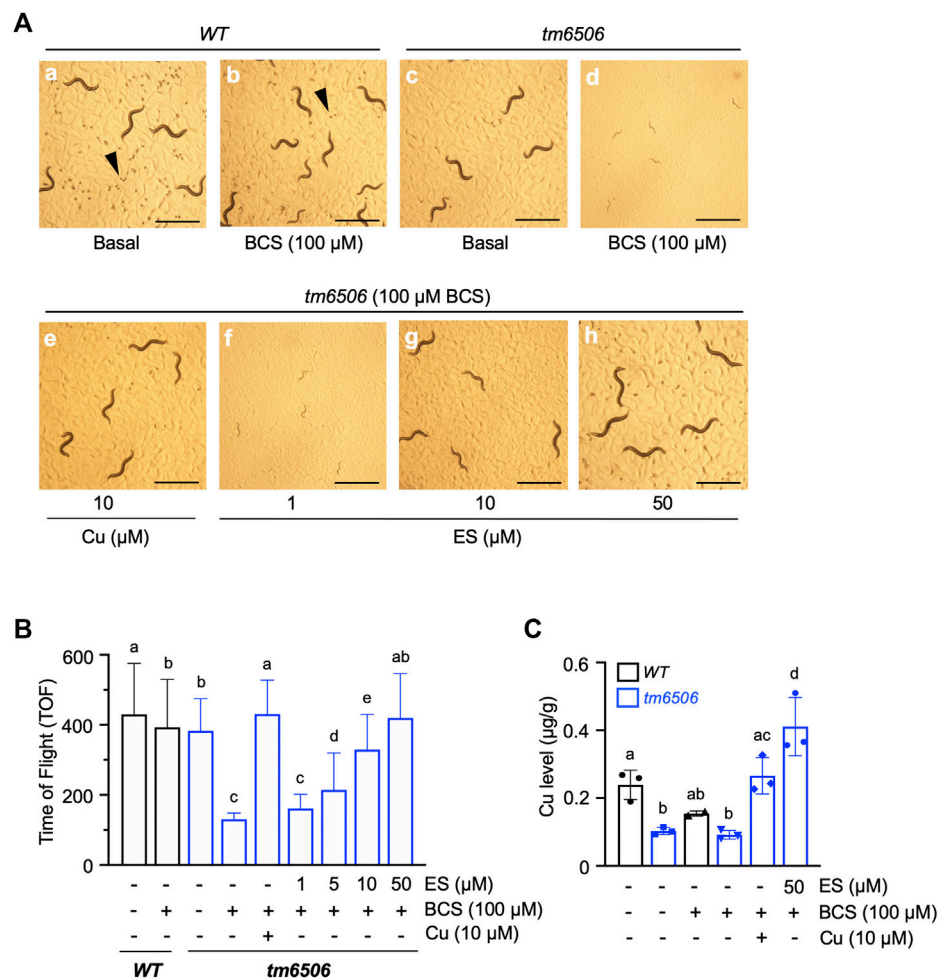 A
WT
tm6506
a
b
c
d
Basal
BCS (100 µM)
Basal
BCS (100 µM)
tm6506 (100 µM BCS)
e
f
g
h
10
1
10
50
Cu (µM)
ES (µM)
B
Time of Flight (TOF)
600
400
200
0
a
b
b
c
a
c
d
e
ab
- - - - - 1 5 10 50 ES (µM)
- + - + + + + + + BCS (100 µM)
- - - - + - - - - Cu (10 µM)
WT
tm6506
C
Cu level (µg/g)
0.6
0.4
0.2
0.0
WT
tm6506
a
b
ab
b
ac
d
- - - - - 50 ES (µM)
- - + + + + BCS (100 µM)
- - - - + - Cu (10 µM)